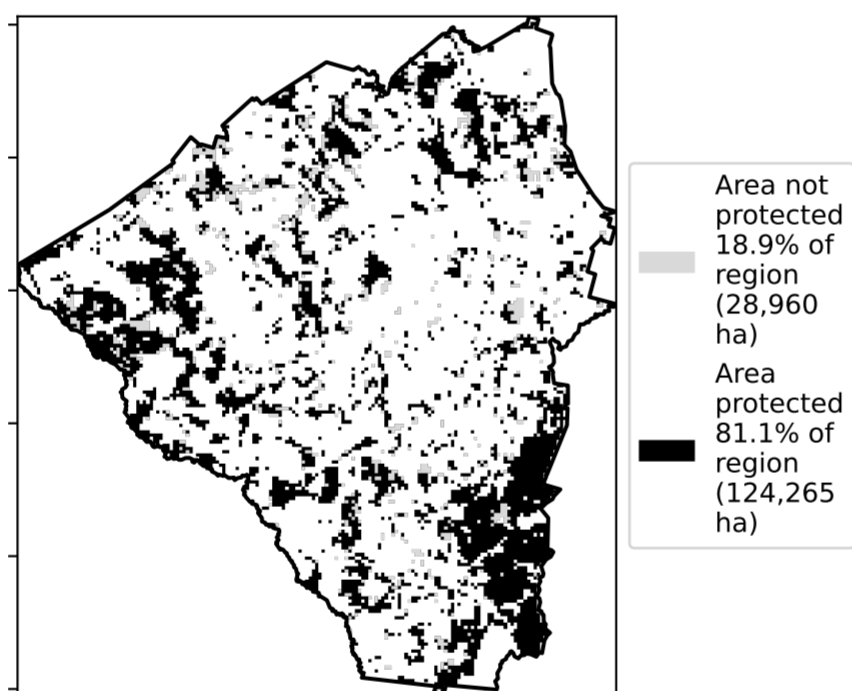 Area not
protected
18.9% of
region
(28,960
ha)
Area
protected
81.1% of
region
(124,265
ha)